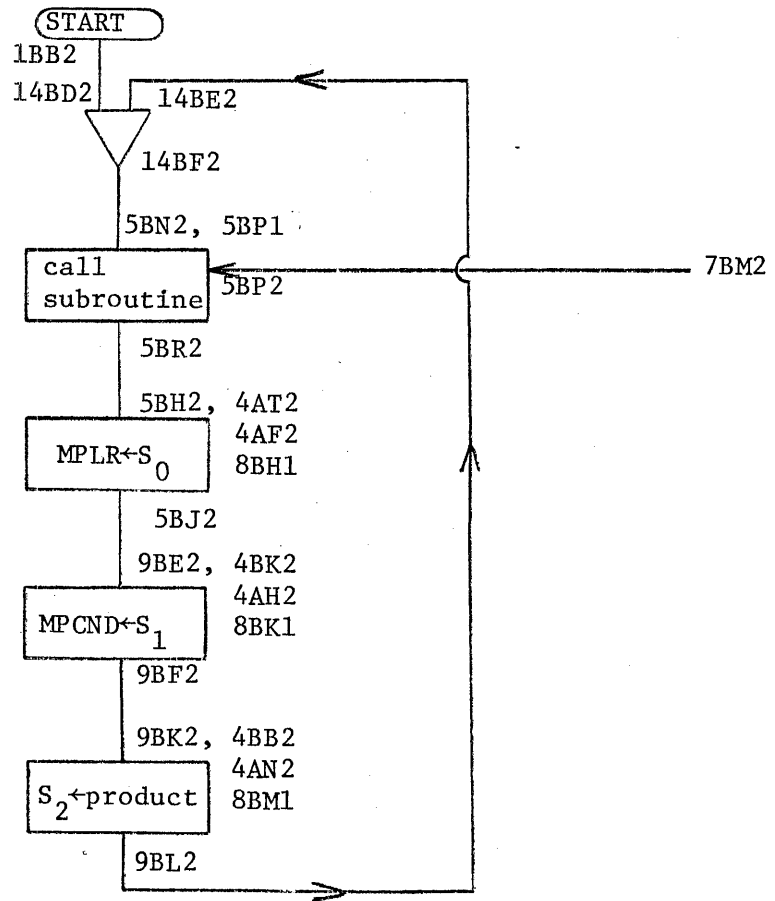 START
1BB2
14BD2
14BE2
14BF2
5BN2, 5BP1
call
subroutine
5BP2
7BM2
5BR2
5BH2, 4AT2
4AF2
8BH1
MPLR←S0
5BJ2
9BE2, 4BK2
4AH2
8BK1
MPCND←S1
9BF2
9BK2, 4BB2
4AN2
8BM1
S2←product
9BL2